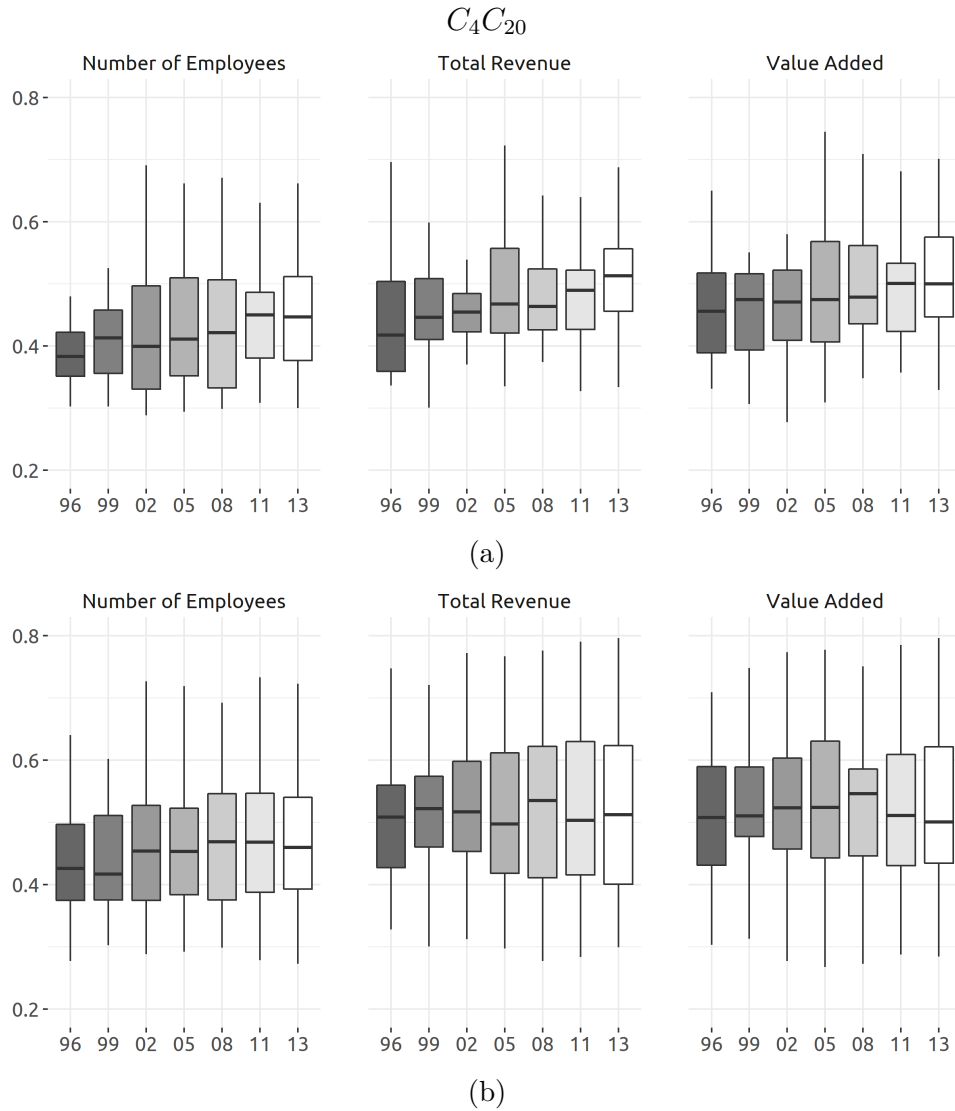 C₄C₂₀
Number of Employees Total Revenue Value Added
0.8
0.6
0.4
0.2
96 99 02 05 08 11 13 96 99 02 05 08 11 13 96 99 02 05 08 11 13
(a)
Number of Employees Total Revenue Value Added
0.8
0.6
0.4
0.2
96 99 02 05 08 11 13 96 99 02 05 08 11 13 96 99 02 05 08 11 13
(b)